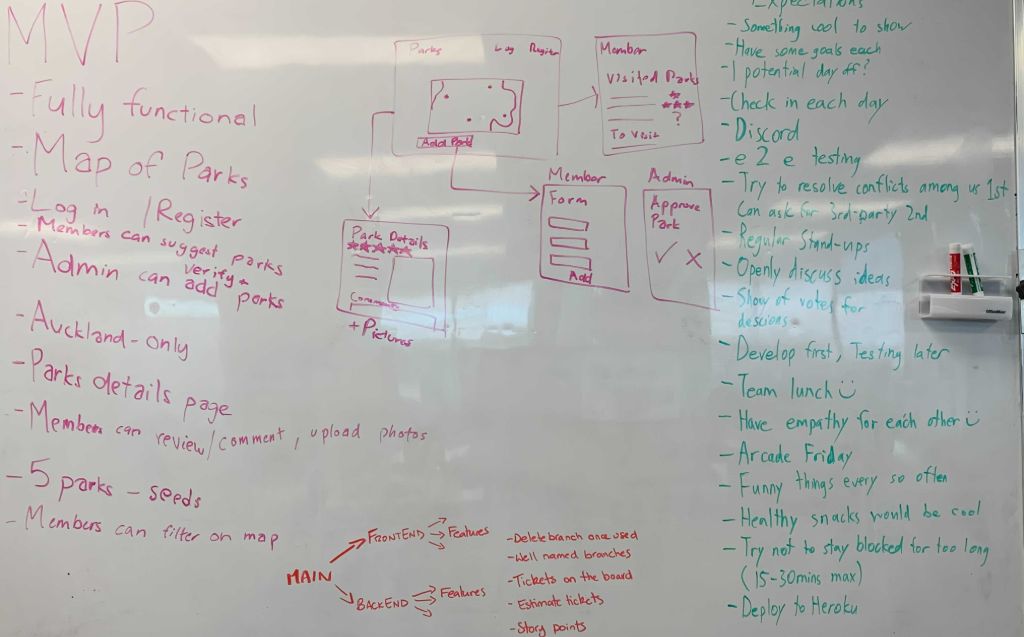 MVP
- Fully functional
- Map of Parks
- Log in / Register
- Members can suggest parks
- Admin can verify + add parks
- Auckland-only
- Parks details page
- Members can review/comment, upload photos
- 5 parks - seeds
- Members can filter on map
Parks Log Register
Add Park
Member
Visited Parks
?
To visit
Park Details
Comments
+ Pictures
Member
Form
Add
Admin
Approve
Park
MAIN
FRONTEND
Features
BACKEND
Features
- Delete branch once used
- Well named branches
- Tickets on the board
- Estimate tickets
- Story points
Expectations
- Something cool to show
- Have some goals each
- 1 potential day off?
- Check in each day
- Discord
- e 2 e testing
- Try to resolve conflicts among us 1st
Can ask for 3rd-party 2nd
- Regular Stand-ups
- Openly discuss ideas
- Show of votes for
descions
- Develop first, Testing later
- Team lunch
- Have empathy for each other
- Arcade Friday
- Funny things every so often
- Healthy snacks would be cool
- Try not to stay blocked for too long
(15-30mins max)
- Deploy to Heroku